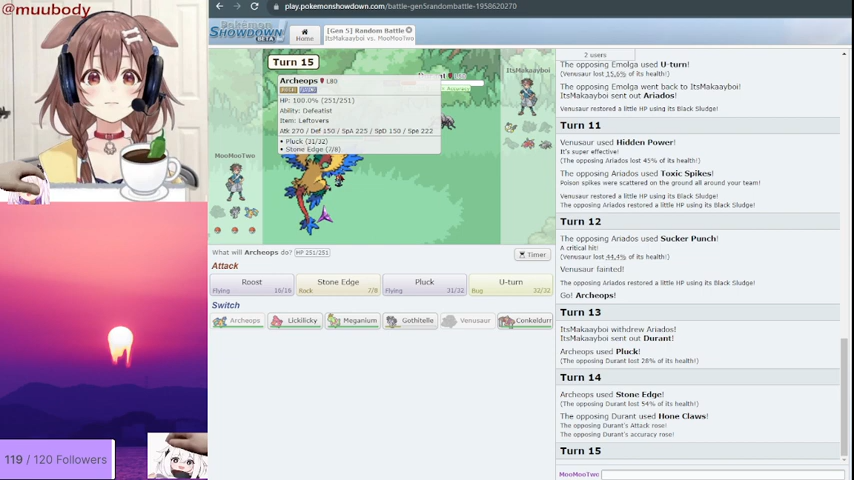 @muubody
play.pokemonshowdown.com/battle-gen5randombattle-1958620270
Pokémon
SHOWDOWN
BETA
Home
[Gen 5] Random Battle
ItsMakaayboi vs. MooMooTwo
Turn 15
Archeops L80
ROCK FLYING
HP: 100.0% (251/251)
Ability: Defeatist
Item: Leftovers
Atk 270 / Def 150 / SpA 225 / SpD 150 / Spe 222
• Pluck (31/32)
• Stone Edge (7/8)
Accuracy
ItsMakaayboi
MooMooTwo
What will Archeops do? HP 251/251
Timer
Attack
Roost
Flying 16/16
Stone Edge
Rock 7/8
Pluck
Flying 31/32
U-turn
Bug 32/32
Switch
Archeops
Lickilicky
Meganium
Gothitelle
Venusaur
Conkeldurr
2 users
The opposing Emolga used U-turn!
(Venusaur lost 15.6% of its health!)
The opposing Emolga went back to ItsMakaayboi!
ItsMakaayboi sent out Ariados!
Venusaur restored a little HP using its Black Sludge!
Turn 11
Venusaur used Hidden Power!
It's super effective!
(The opposing Ariados lost 45% of its health!)
The opposing Ariados used Toxic Spikes!
Poison spikes were scattered on the ground all around your team!
Venusaur restored a little HP using its Black Sludge!
The opposing Ariados restored a little HP using its Black Sludge!
Turn 12
The opposing Ariados used Sucker Punch!
A critical hit!
(Venusaur lost 44.4% of its health!)
Venusaur fainted!
The opposing Ariados restored a little HP using its Black Sludge!
Go! Archeops!
Turn 13
ItsMakaayboi withdrew Ariados!
ItsMakaayboi sent out Durant!
Archeops used Pluck!
(The opposing Durant lost 28% of its health!)
Turn 14
Archeops used Stone Edge!
(The opposing Durant lost 54% of its health!)
The opposing Durant used Hone Claws!
The opposing Durant's Attack rose!
The opposing Durant's accuracy rose!
Turn 15
MooMooTwo
119 / 120 Followers